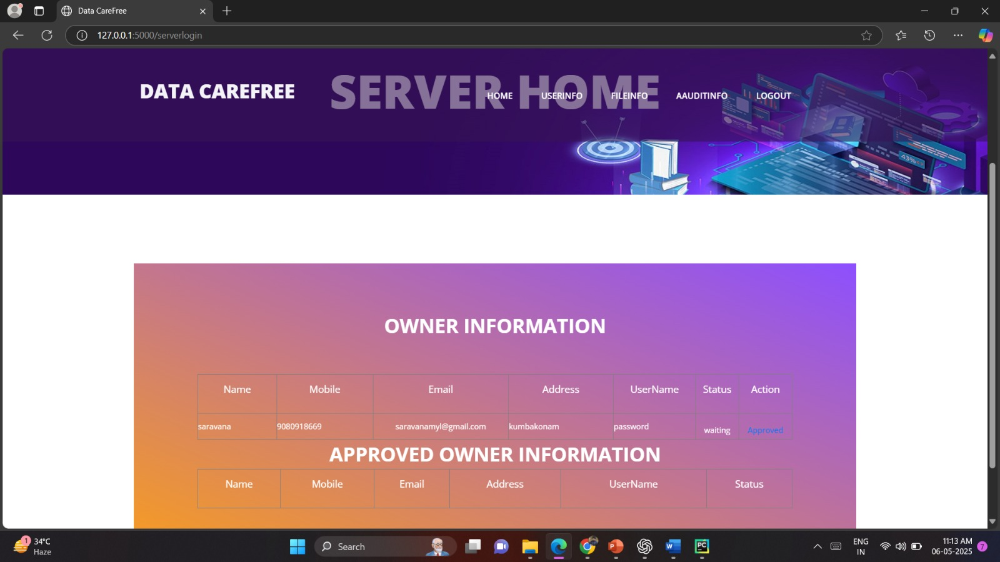 Data CareFree
127.0.0.1:5000/serverlogin
DATA CAREFREE
SERVER HOME
HOME USERINFO FILEINFO AAUDITINFO LOGOUT
43%
OWNER INFORMATION
Name Mobile Email Address UserName Status Action
saravana 9080918669 saravanamyl@gmail.com kumbakonam password waiting Approved
APPROVED OWNER INFORMATION
Name Mobile Email Address UserName Status
1
34°C
Haze
Search
P
W
PC
ENG
IN
11:13 AM
06-05-2025
7